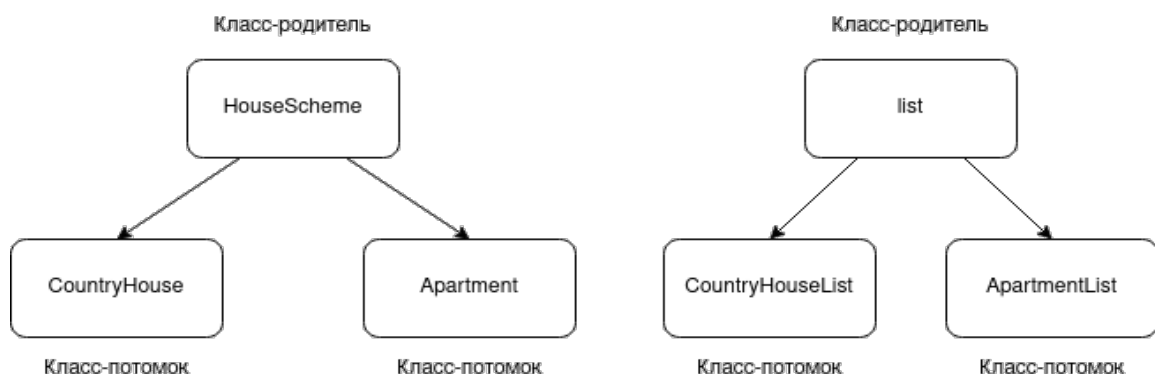 Класс-родитель Класс-родитель
HouseScheme list
CountryHouse Apartment CountryHouseList ApartmentList
Класс-потомок Класс-потомок Класс-потомок Класс-потомок